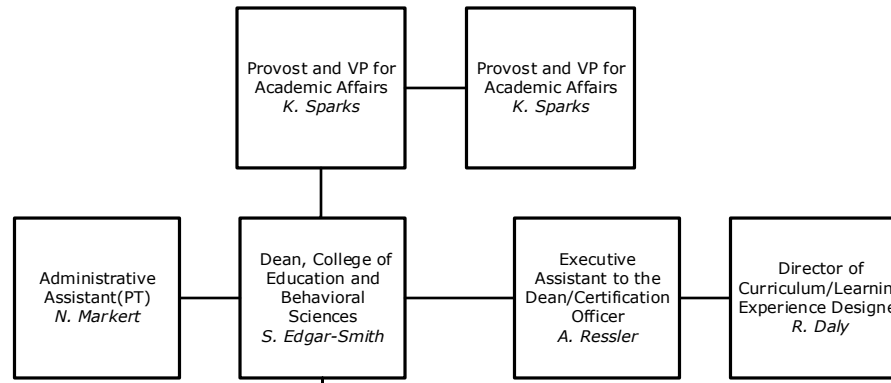 Provost and VP for
Academic Affairs
K. Sparks
Provost and VP for
Academic Affairs
K. Sparks
Administrative
Assistant(PT)
N. Markert
Dean, College of
Education and
Behavioral
Sciences
S. Edgar-Smith
Executive
Assistant to the
Dean/Certification
Officer
A. Ressler
Director of
Curriculum/Learnin
Experience Designe
R. Daly